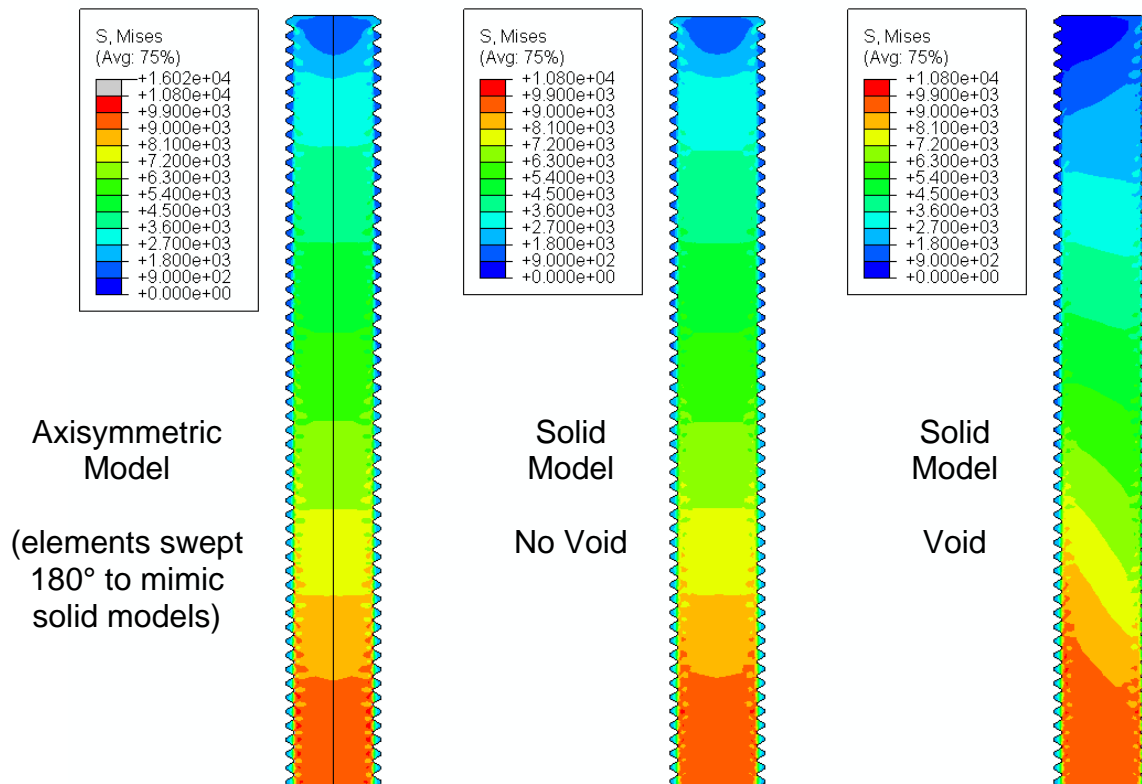 S, Mises
(Avg: 75%)
+1.602e+04
+1.080e+04
+9.900e+03
+9.000e+03
+8.100e+03
+7.200e+03
+6.300e+03
+5.400e+03
+4.500e+03
+3.600e+03
+2.700e+03
+1.800e+03
+9.000e+02
+0.000e+00
S, Mises
(Avg: 75%)
+1.080e+04
+9.900e+03
+9.000e+03
+8.100e+03
+7.200e+03
+6.300e+03
+5.400e+03
+4.500e+03
+3.600e+03
+2.700e+03
+1.800e+03
+9.000e+02
+0.000e+00
S, Mises
(Avg: 75%)
+1.080e+04
+9.900e+03
+9.000e+03
+8.100e+03
+7.200e+03
+6.300e+03
+5.400e+03
+4.500e+03
+3.600e+03
+2.700e+03
+1.800e+03
+9.000e+02
+0.000e+00
Axisymmetric
Model
(elements swept
180° to mimic
solid models)
Solid
Model
No Void
Solid
Model
Void